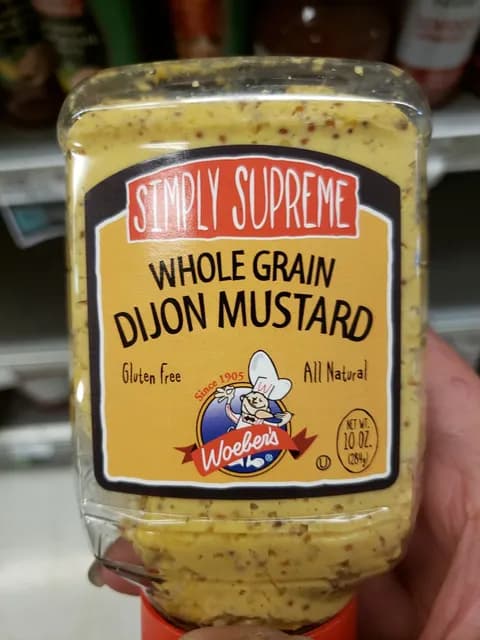 SIMPLY SUPREME
WHOLE GRAIN
DIJON MUSTARD
Gluten Free
All Natural
Since 1905
W
Woeber's
®
U
NET WT.
10 OZ.
(284g)